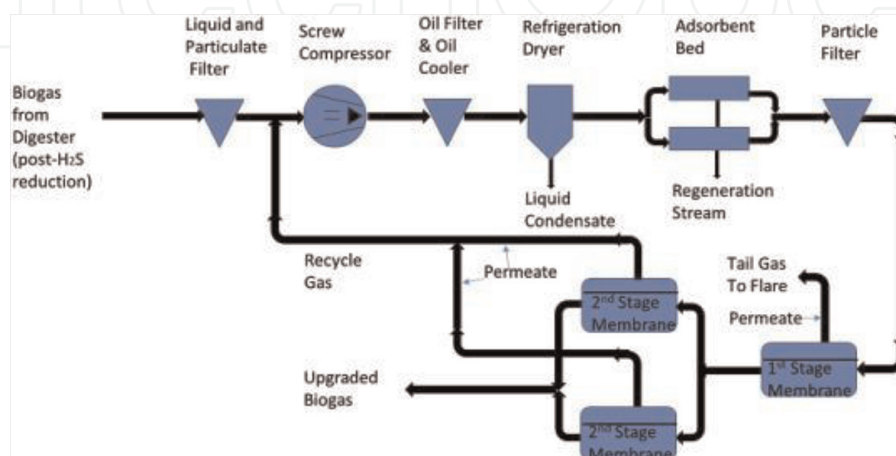 Liquid and
Particulate
Filter
Screw
Compressor
Oil Filter
& Oil
Cooler
Refrigeration
Dryer
Adsorbent
Bed
Particle
Filter
Biogas
from
Digester
(post-H2S
reduction)
Liquid
Condensate
Regeneration
Stream
Recycle
Gas
Permeate
2nd Stage
Membrane
Tail Gas
To Flare
Permeate
1st Stage
Membrane
Upgraded
Biogas
2nd Stage
Membrane